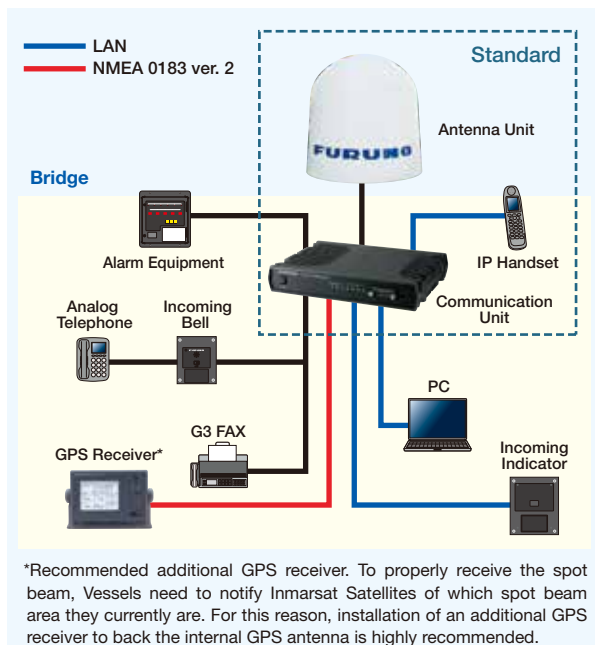 LAN
NMEA 0183 ver. 2
Standard
Antenna Unit
FURUNO
Bridge
Alarm Equipment
IP Handset
Communication
Unit
Analog
Telephone
Incoming
Bell
PC
G3 FAX
GPS Receiver*
Incoming
Indicator
*Recommended additional GPS receiver. To properly receive the spot
beam, Vessels need to notify Inmarsat Satellites of which spot beam
area they currently are. For this reason, installation of an additional GPS
receiver to back the internal GPS antenna is highly recommended.